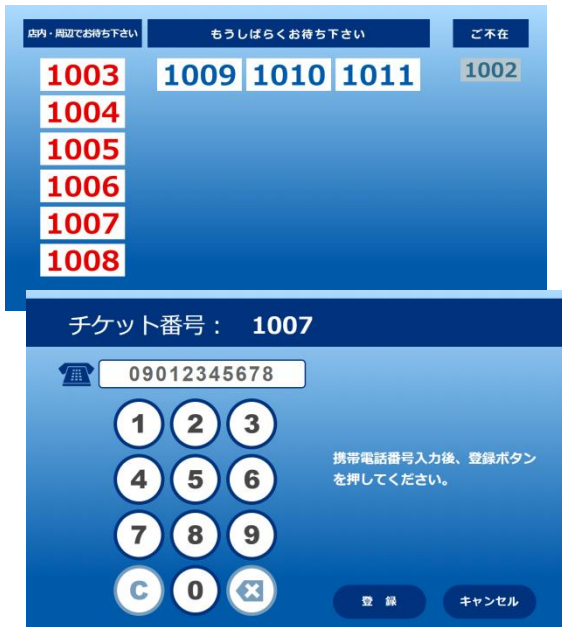 店内・周辺でお待ち下さい もうしばらくお待ち下さい ご不在
1003 1009 1010 1011 1002
1004
1005
1006
1007
1008
チケット番号： 1007
09012345678
1 2 3
4 5 6
7 8 9
C 0
携帯電話番号入力後、登録ボタン
を押してください。
登 録 キャンセル